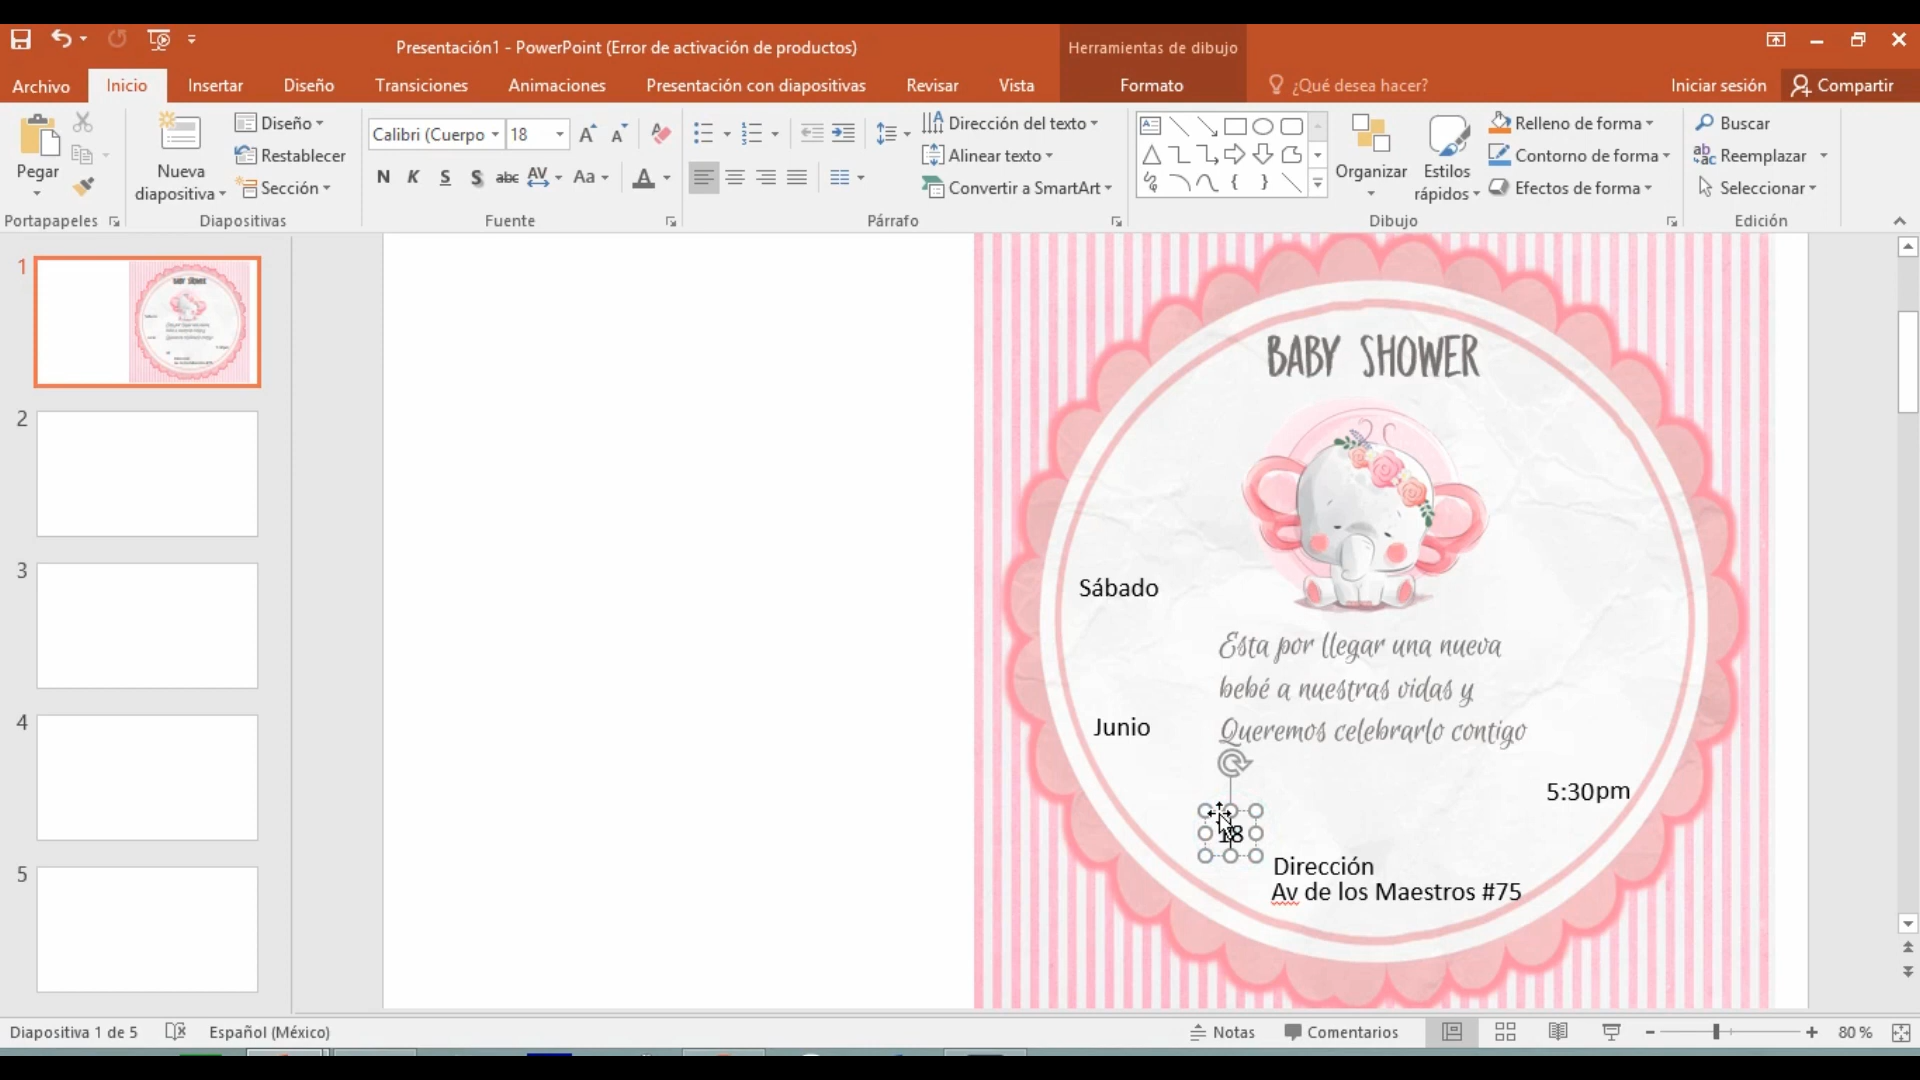 Presentación1 - PowerPoint (Error de activación de productos)
Herramientas de dibujo
Archivo
Inicio
Insertar
Diseño
Transiciones
Animaciones
Presentación con diapositivas
Revisar
Vista
Formato
¿Qué desea hacer?
Iniciar sesión
Compartir
Pegar
Nueva
diapositiva
Diseño
Restablecer
Sección
Calibri (Cuerpo
18
N K S S abc AV Aa A
Dirección del texto
Alinear texto
Convertir a SmartArt
Organizar
Estilos
rápidos
Relleno de forma
Contorno de forma
Efectos de forma
Buscar
Reemplazar
Seleccionar
Portapapeles
Diapositivas
Fuente
Párrafo
Dibujo
Edición
1
2
3
4
5
BABY SHOWER
Sábado
Esta por llegar una nueva
bebé a nuestras vidas y
Queremos celebrarlo contigo
Junio
5:30pm
18
Dirección
Av de los Maestros #75
Diapositiva 1 de 5
Español (México)
Notas
Comentarios
80 %